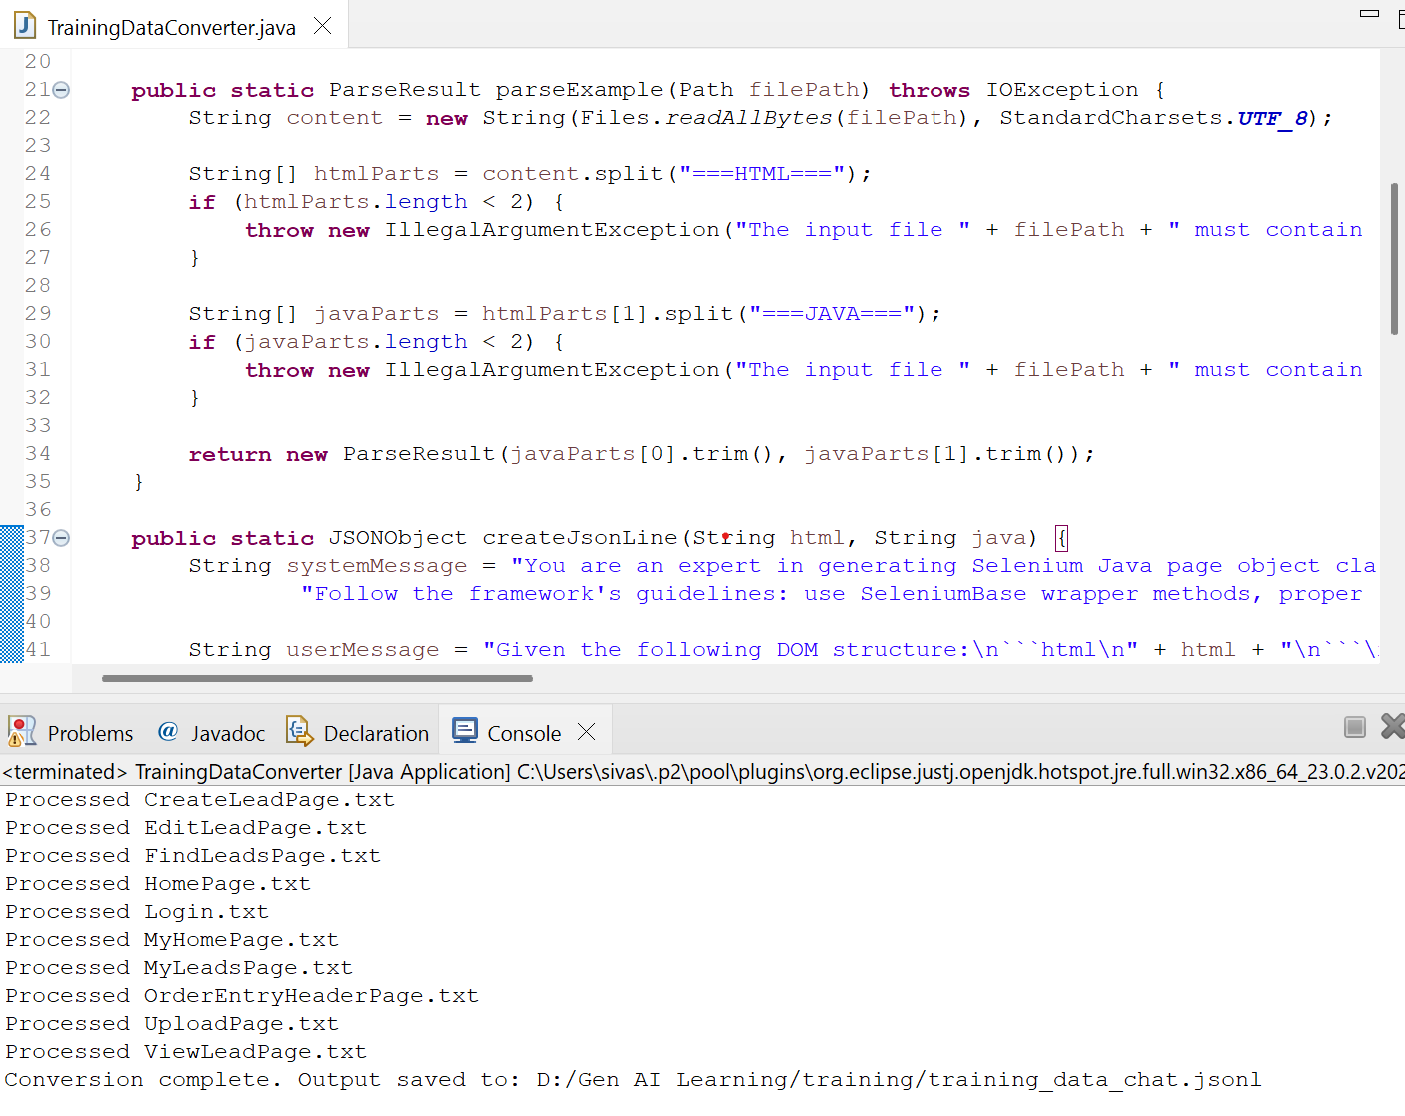 TrainingDataConverter.java
20
21 public static ParseResult parseExample(Path filePath) throws IOException {
22 String content = new String(Files.readAllBytes(filePath), StandardCharsets.UTF_8);
23
24 String[] htmlParts = content.split("===HTML===");
25 if (htmlParts.length < 2) {
26 throw new IllegalArgumentException("The input file " + filePath + " must contain
27 }
28
29 String[] javaParts = htmlParts[1].split("===JAVA===");
30 if (javaParts.length < 2) {
31 throw new IllegalArgumentException("The input file " + filePath + " must contain
32 }
33
34 return new ParseResult(javaParts[0].trim(), javaParts[1].trim());
35 }
36
37 public static JSONObject createJsonLine(String html, String java) {
38 String systemMessage = "You are an expert in generating Selenium Java page object cla
39 "Follow the framework's guidelines: use SeleniumBase wrapper methods, proper
40
41 String userMessage = "Given the following DOM structure:\n```html\n" + html + "\n```\
Problems @ Javadoc Declaration Console
<terminated> TrainingDataConverter [Java Application] C:\Users\sivas\.p2\pool\plugins\org.eclipse.justj.openjdk.hotspot.jre.full.win32.x86_64_23.0.2.v202
Processed CreateLeadPage.txt
Processed EditLeadPage.txt
Processed FindLeadsPage.txt
Processed HomePage.txt
Processed Login.txt
Processed MyHomePage.txt
Processed MyLeadsPage.txt
Processed OrderEntryHeaderPage.txt
Processed UploadPage.txt
Processed ViewLeadPage.txt
Conversion complete. Output saved to: D:/Gen AI Learning/training/training_data_chat.jsonl